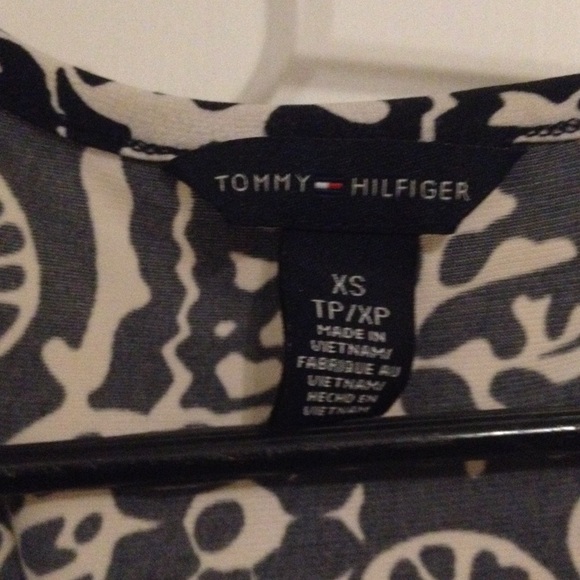 TOMMY HILFIGER
XS
TP/XP
MADE IN
VIETNAM/
FABRIQUE AU
VIETNAM/
HECHO EN
VIETNAM